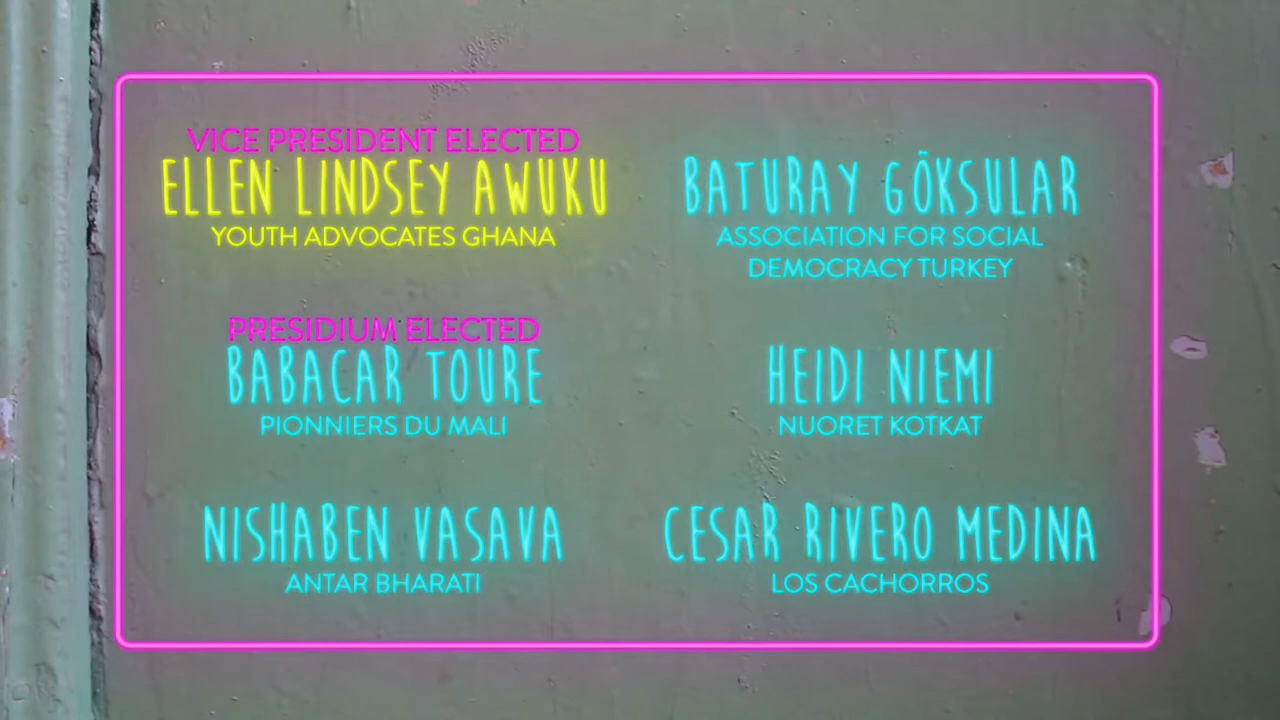 VICE PRESIDENT ELECTED
ELLEN LINDSEY AWUKU
YOUTH ADVOCATES GHANA
BATURAY GÖKSULAR
ASSOCIATION FOR SOCIAL
DEMOCRACY TURKEY
PRESIDIUM ELECTED
BABACAR TOURE
PIONNIERS DU MALI
HEIDI NIEMI
NUORET KOTKAT
NISHABEN VASAVA
ANTAR BHARATI
CESAR RIVERO MEDINA
LOS CACHORROS